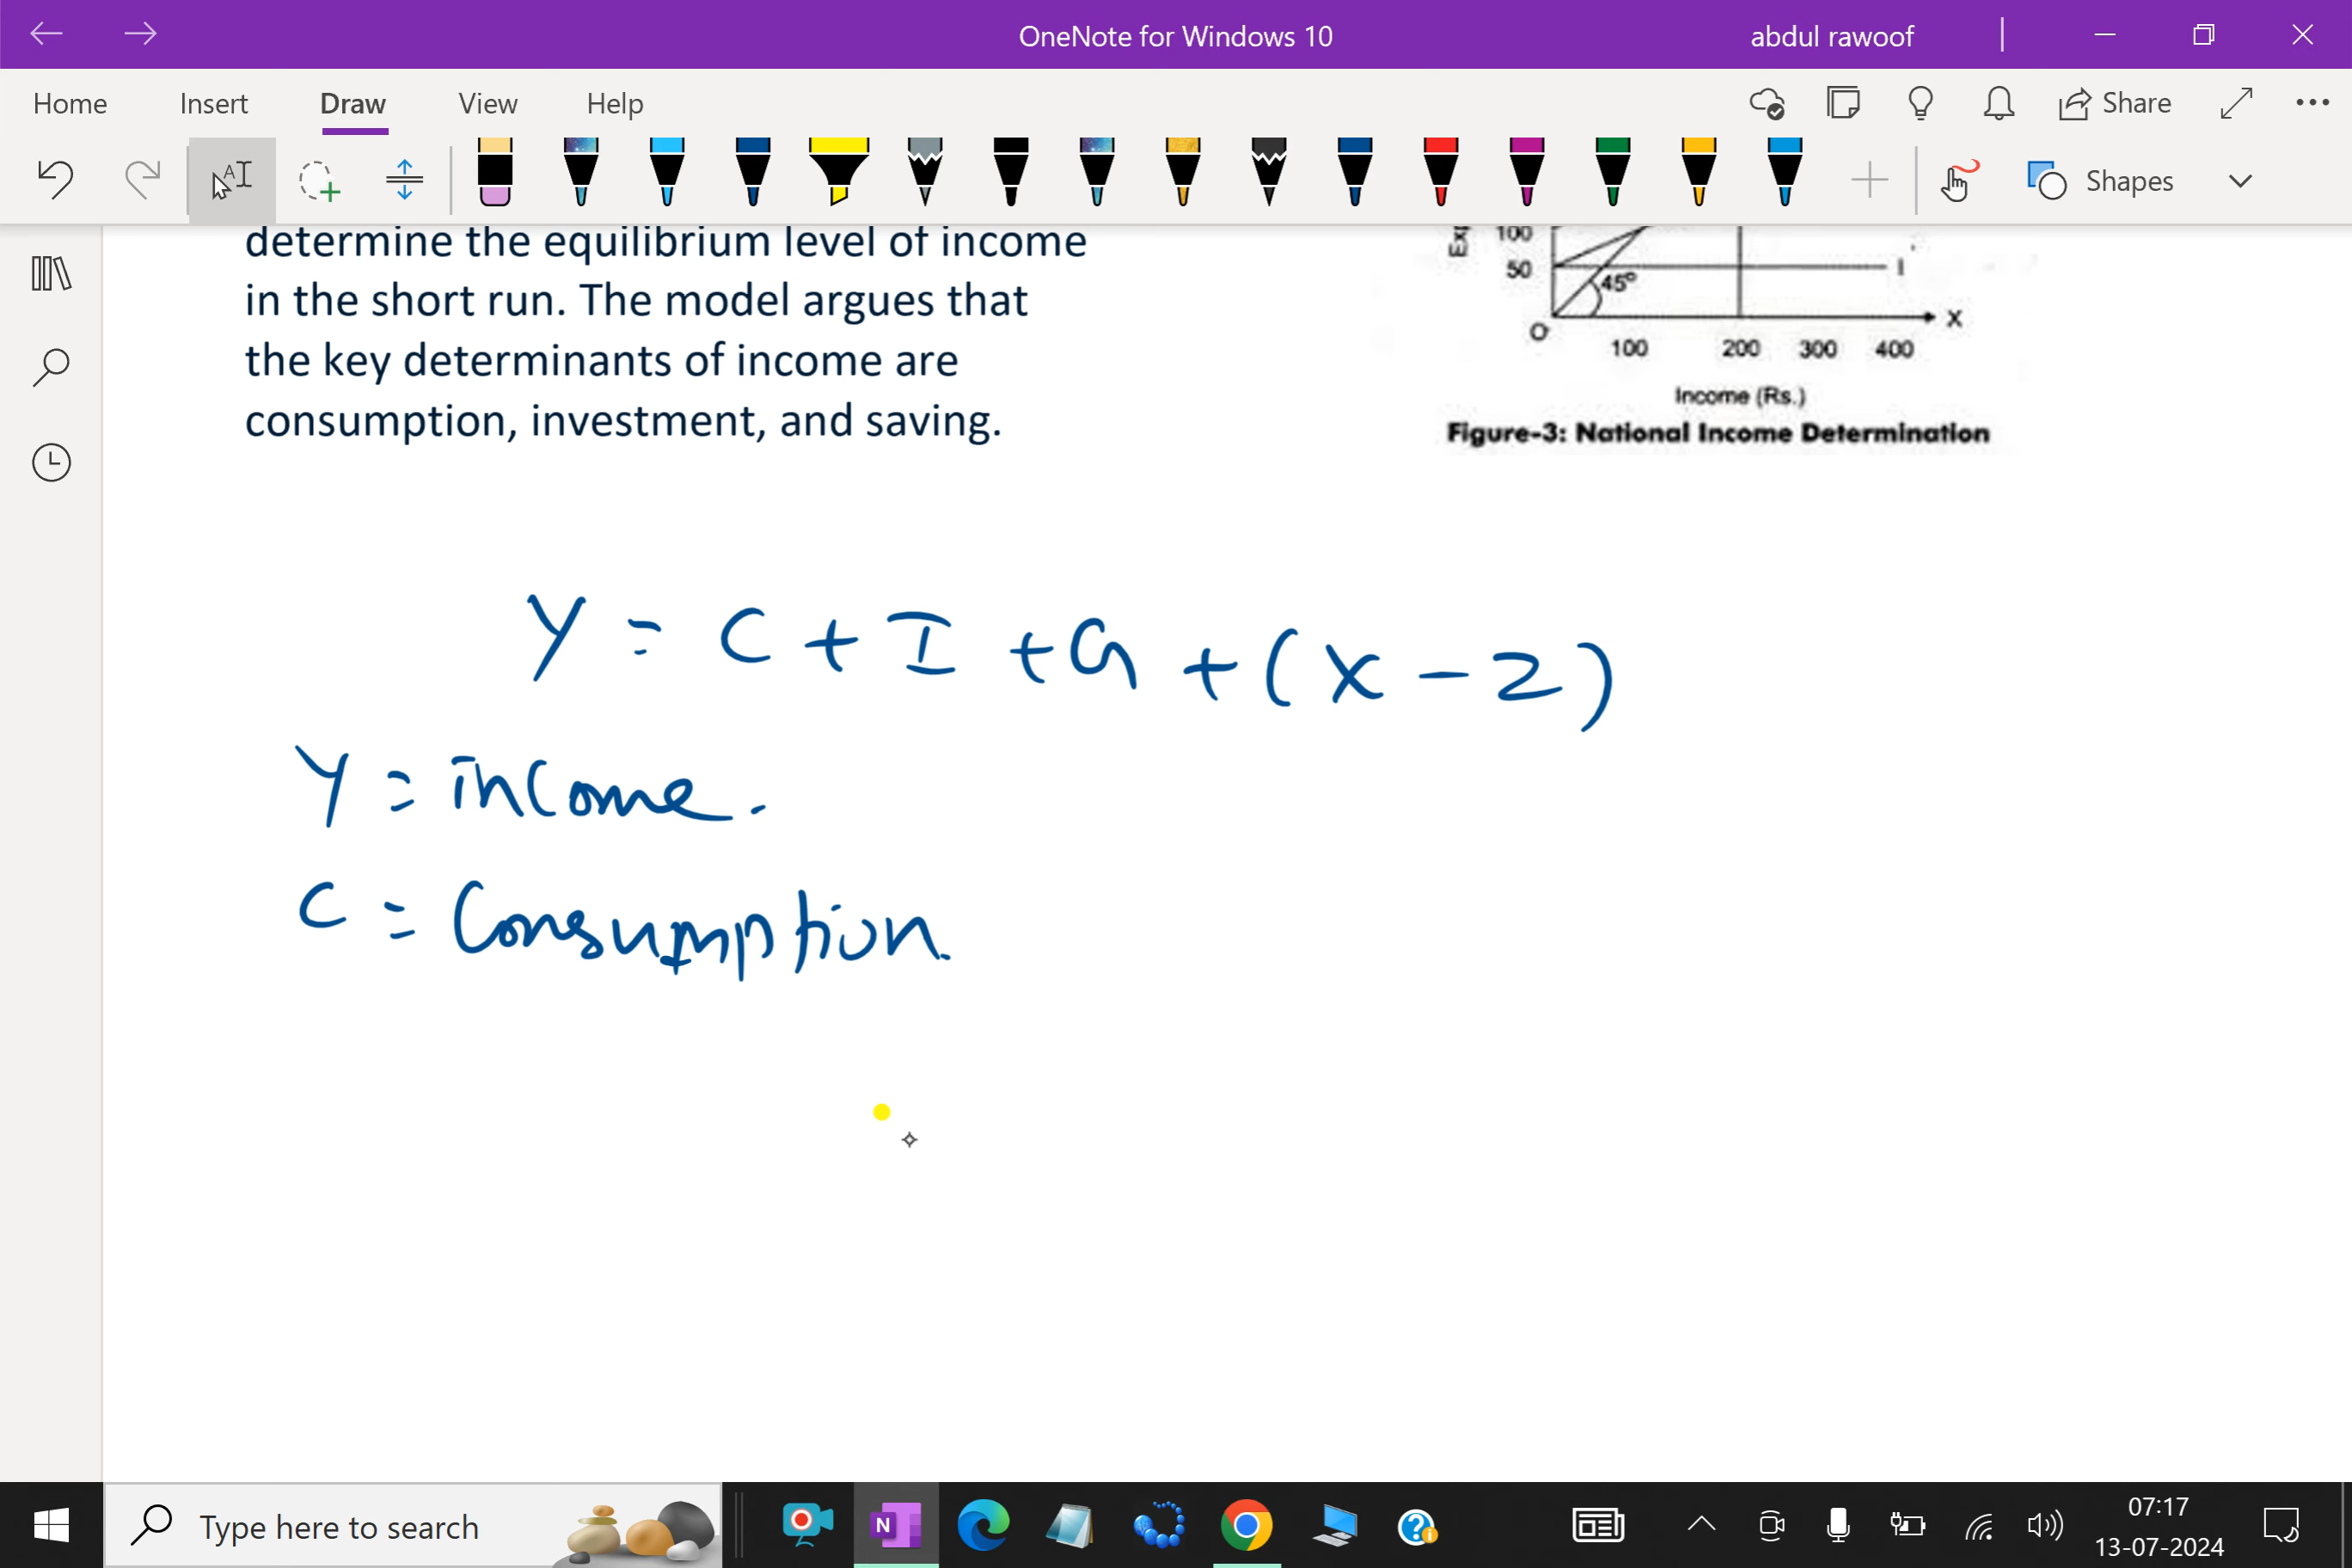 OneNote for Windows 10
abdul rawoof
Home Insert Draw View Help
Share
Shapes
determine the equilibrium level of income
in the short run. The model argues that
the key determinants of income are
consumption, investment, and saving.
100
50
I
45°
O
X
100 200 300 400
Income (Rs.)
Figure-3: National Income Determination
Y = C + I + G + (X - 2)
Y = income.
C = Consumption.
Type here to search
07:17
13-07-2024